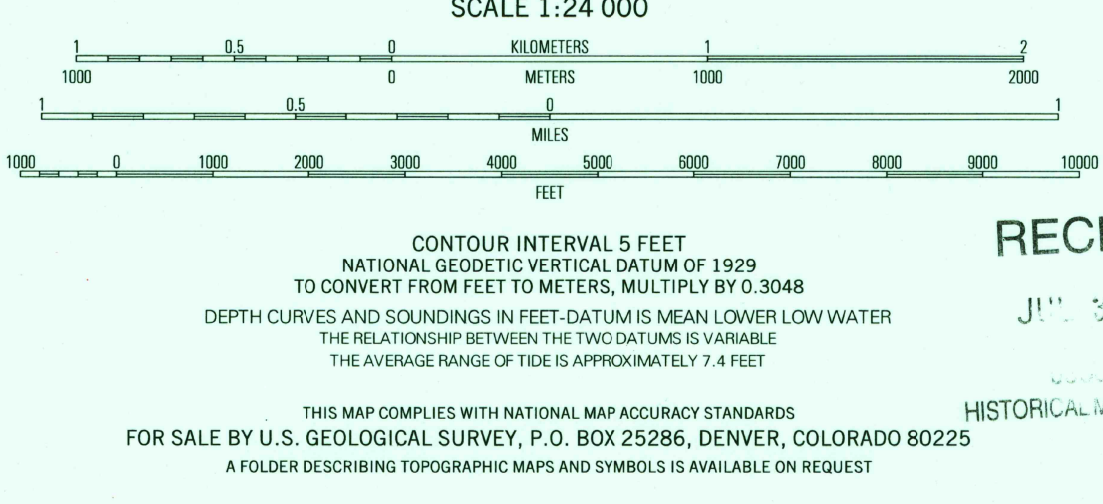 SCALE 1:24 000
1 0.5 0 KILOMETERS 1 2
1000 0 METERS 1000 2000
1 0.5 0 1
MILES
1000 0 1000 2000 3000 4000 5000 6000 7000 8000 9000 10000
FEET
CONTOUR INTERVAL 5 FEET
NATIONAL GEODETIC VERTICAL DATUM OF 1929
TO CONVERT FROM FEET TO METERS, MULTIPLY BY 0.3048
DEPTH CURVES AND SOUNDINGS IN FEET-DATUM IS MEAN LOWER LOW WATER
THE RELATIONSHIP BETWEEN THE TWO DATUMS IS VARIABLE
THE AVERAGE RANGE OF TIDE IS APPROXIMATELY 7.4 FEET
THIS MAP COMPLIES WITH NATIONAL MAP ACCURACY STANDARDS
FOR SALE BY U.S. GEOLOGICAL SURVEY, P.O. BOX 25286, DENVER, COLORADO 80225
A FOLDER DESCRIBING TOPOGRAPHIC MAPS AND SYMBOLS IS AVAILABLE ON REQUEST
HISTORICAL